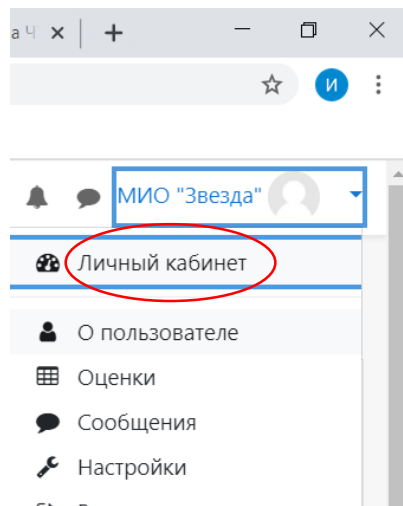 а Ч
И
МИО "Звезда"
Личный кабинет
О пользователе
Оценки
Сообщения
Настройки